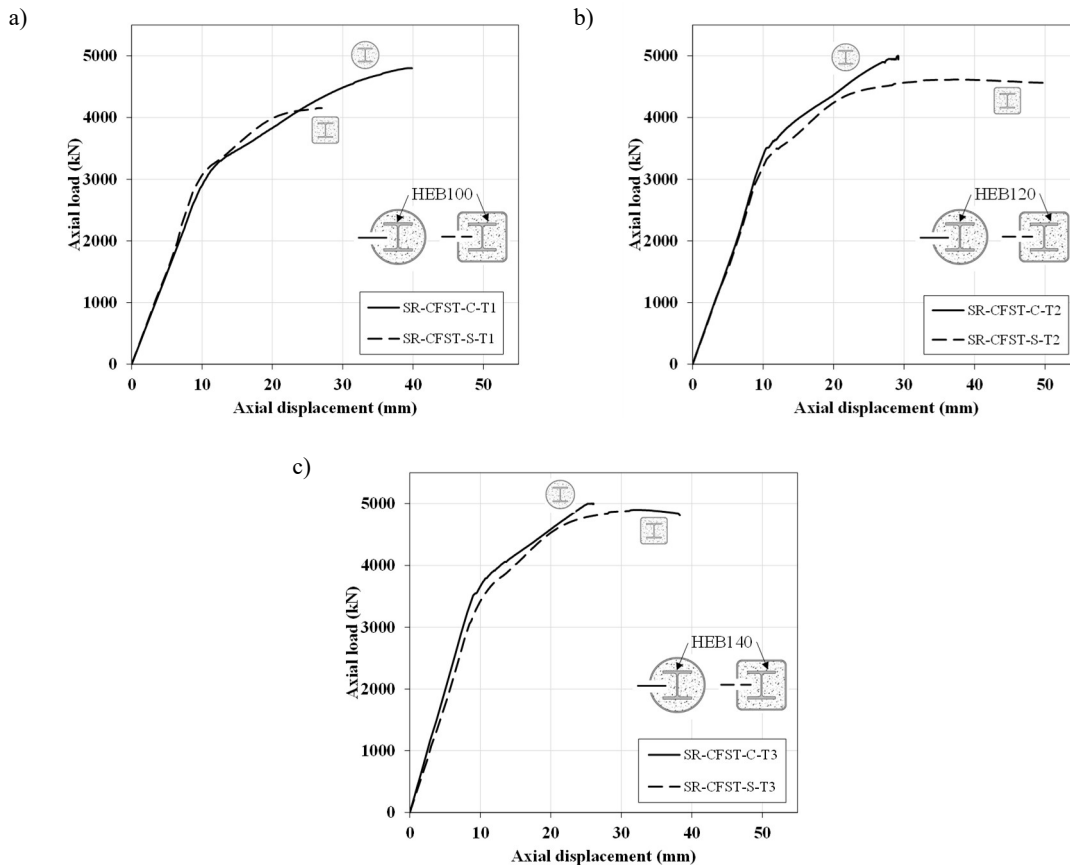 a)
5000
4000
3000
2000
1000
0
Axial load (kN)
HEB100
SR-CFST-C-T1
SR-CFST-S-T1
0 10 20 30 40 50
Axial displacement (mm)
b)
5000
4000
3000
2000
1000
0
Axial load (kN)
HEB120
SR-CFST-C-T2
SR-CFST-S-T2
0 10 20 30 40 50
Axial displacement (mm)
c)
5000
4000
3000
2000
1000
0
Axial load (kN)
HEB140
SR-CFST-C-T3
SR-CFST-S-T3
0 10 20 30 40 50
Axial displacement (mm)